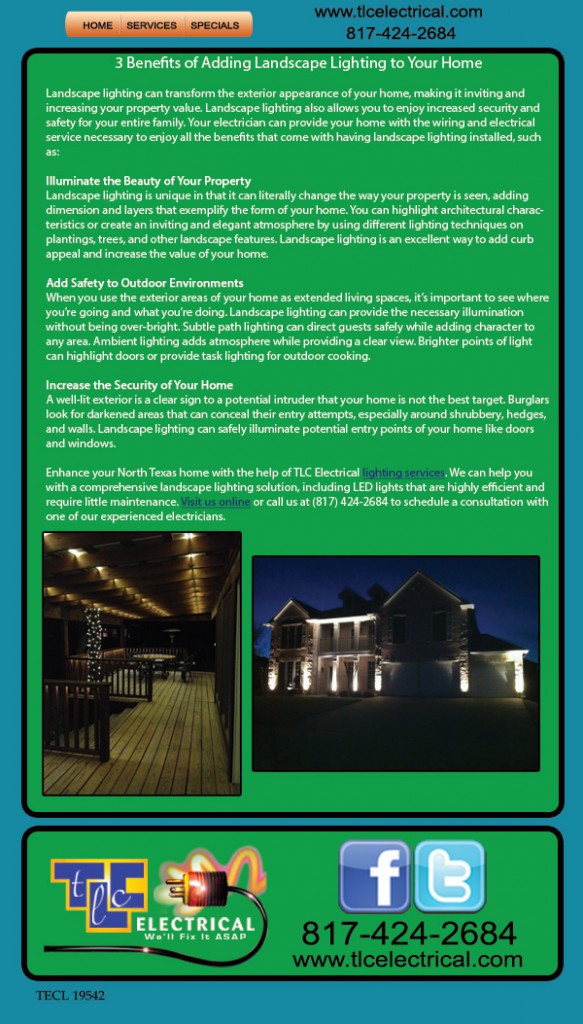 HOME SERVICES SPECIALS
www.tlcelectrical.com
817-424-2684
3 Benefits of Adding Landscape Lighting to Your Home
Landscape lighting can transform the exterior appearance of your home, making it inviting and
increasing your property value. Landscape lighting also allows you to enjoy increased security and
safety for your entire family. Your electrician can provide your home with the wiring and electrical
service necessary to enjoy all the benefits that come with having landscape lighting installed, such
as:
Illuminate the Beauty of Your Property
Landscape lighting is unique in that it can literally change the way your property is seen, adding
dimension and layers that exemplify the form of your home. You can highlight architectural charac-
teristics or create an inviting and elegant atmosphere by using different lighting techniques on
plantings, trees, and other landscape features. Landscape lighting is an excellent way to add curb
appeal and increase the value of your home.
Add Safety to Outdoor Environments
When you use the exterior areas of your home as extended living spaces, it's important to see where
you're going and what you're doing. Landscape lighting can provide the necessary illumination
without being over-bright. Subtle path lighting can direct guests safely while adding character to
any area. Ambient lighting adds atmosphere while providing a clear view. Brighter points of light
can highlight doors or provide task lighting for outdoor cooking.
Increase the Security of Your Home
A well-lit exterior is a clear sign to a potential intruder that your home is not the best target. Burglars
look for darkened areas that can conceal their entry attempts, especially around shrubbery, hedges,
and walls. Landscape lighting can safely illuminate potential entry points of your home like doors
and windows.
Enhance your North Texas home with the help of TLC Electrical lighting services. We can help you
with a comprehensive landscape lighting solution, including LED lights that are highly efficient and
require little maintenance. Visit us online or call us at (817) 424-2684 to schedule a consultation with
one of our experienced electricians.
tlc
ELECTRICAL
We'll Fix It ASAP
f t
817-424-2684
www.tlcelectrical.com
TECL 19542